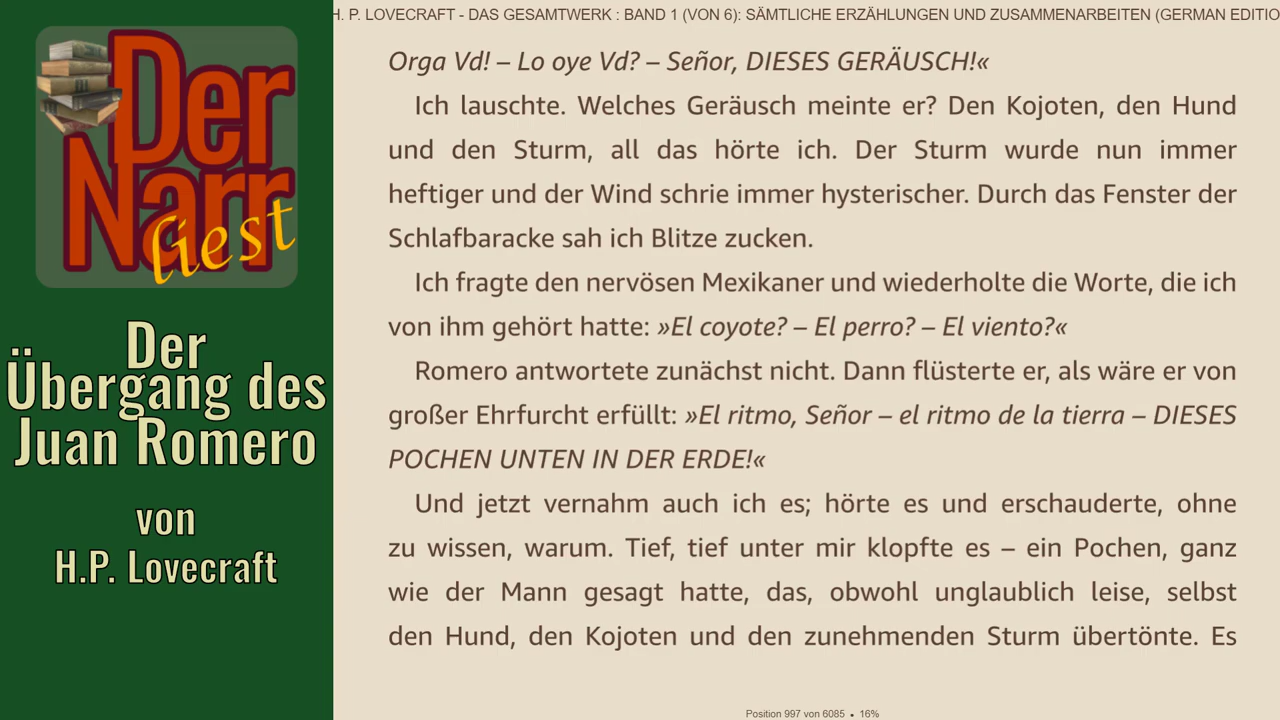 Der
Narr
liest
Der
Übergang des
Juan Romero
von
H.P. Lovecraft
H. P. LOVECRAFT - DAS GESAMTWERK : BAND 1 (VON 6): SÄMTLICHE ERZÄHLUNGEN UND ZUSAMMENARBEITEN (GERMAN EDITIO
Orga Vd! – Lo oye Vd? – Señor, DIESES GERÄUSCH!«
Ich lauschte. Welches Geräusch meinte er? Den Kojoten, den Hund
und den Sturm, all das hörte ich. Der Sturm wurde nun immer
heftiger und der Wind schrie immer hysterischer. Durch das Fenster der
Schlafbaracke sah ich Blitze zucken.
Ich fragte den nervösen Mexikaner und wiederholte die Worte, die ich
von ihm gehört hatte: »El coyote? – El perro? – El viento?«
Romero antwortete zunächst nicht. Dann flüsterte er, als wäre er von
großer Ehrfurcht erfüllt: »El ritmo, Señor – el ritmo de la tierra – DIESES
POCHEN UNTEN IN DER ERDE!«
Und jetzt vernahm auch ich es; hörte es und erschauderte, ohne
zu wissen, warum. Tief, tief unter mir klopfte es – ein Pochen, ganz
wie der Mann gesagt hatte, das, obwohl unglaublich leise, selbst
den Hund, den Kojoten und den zunehmenden Sturm übertönte. Es
Position 997 von 6085 • 16%